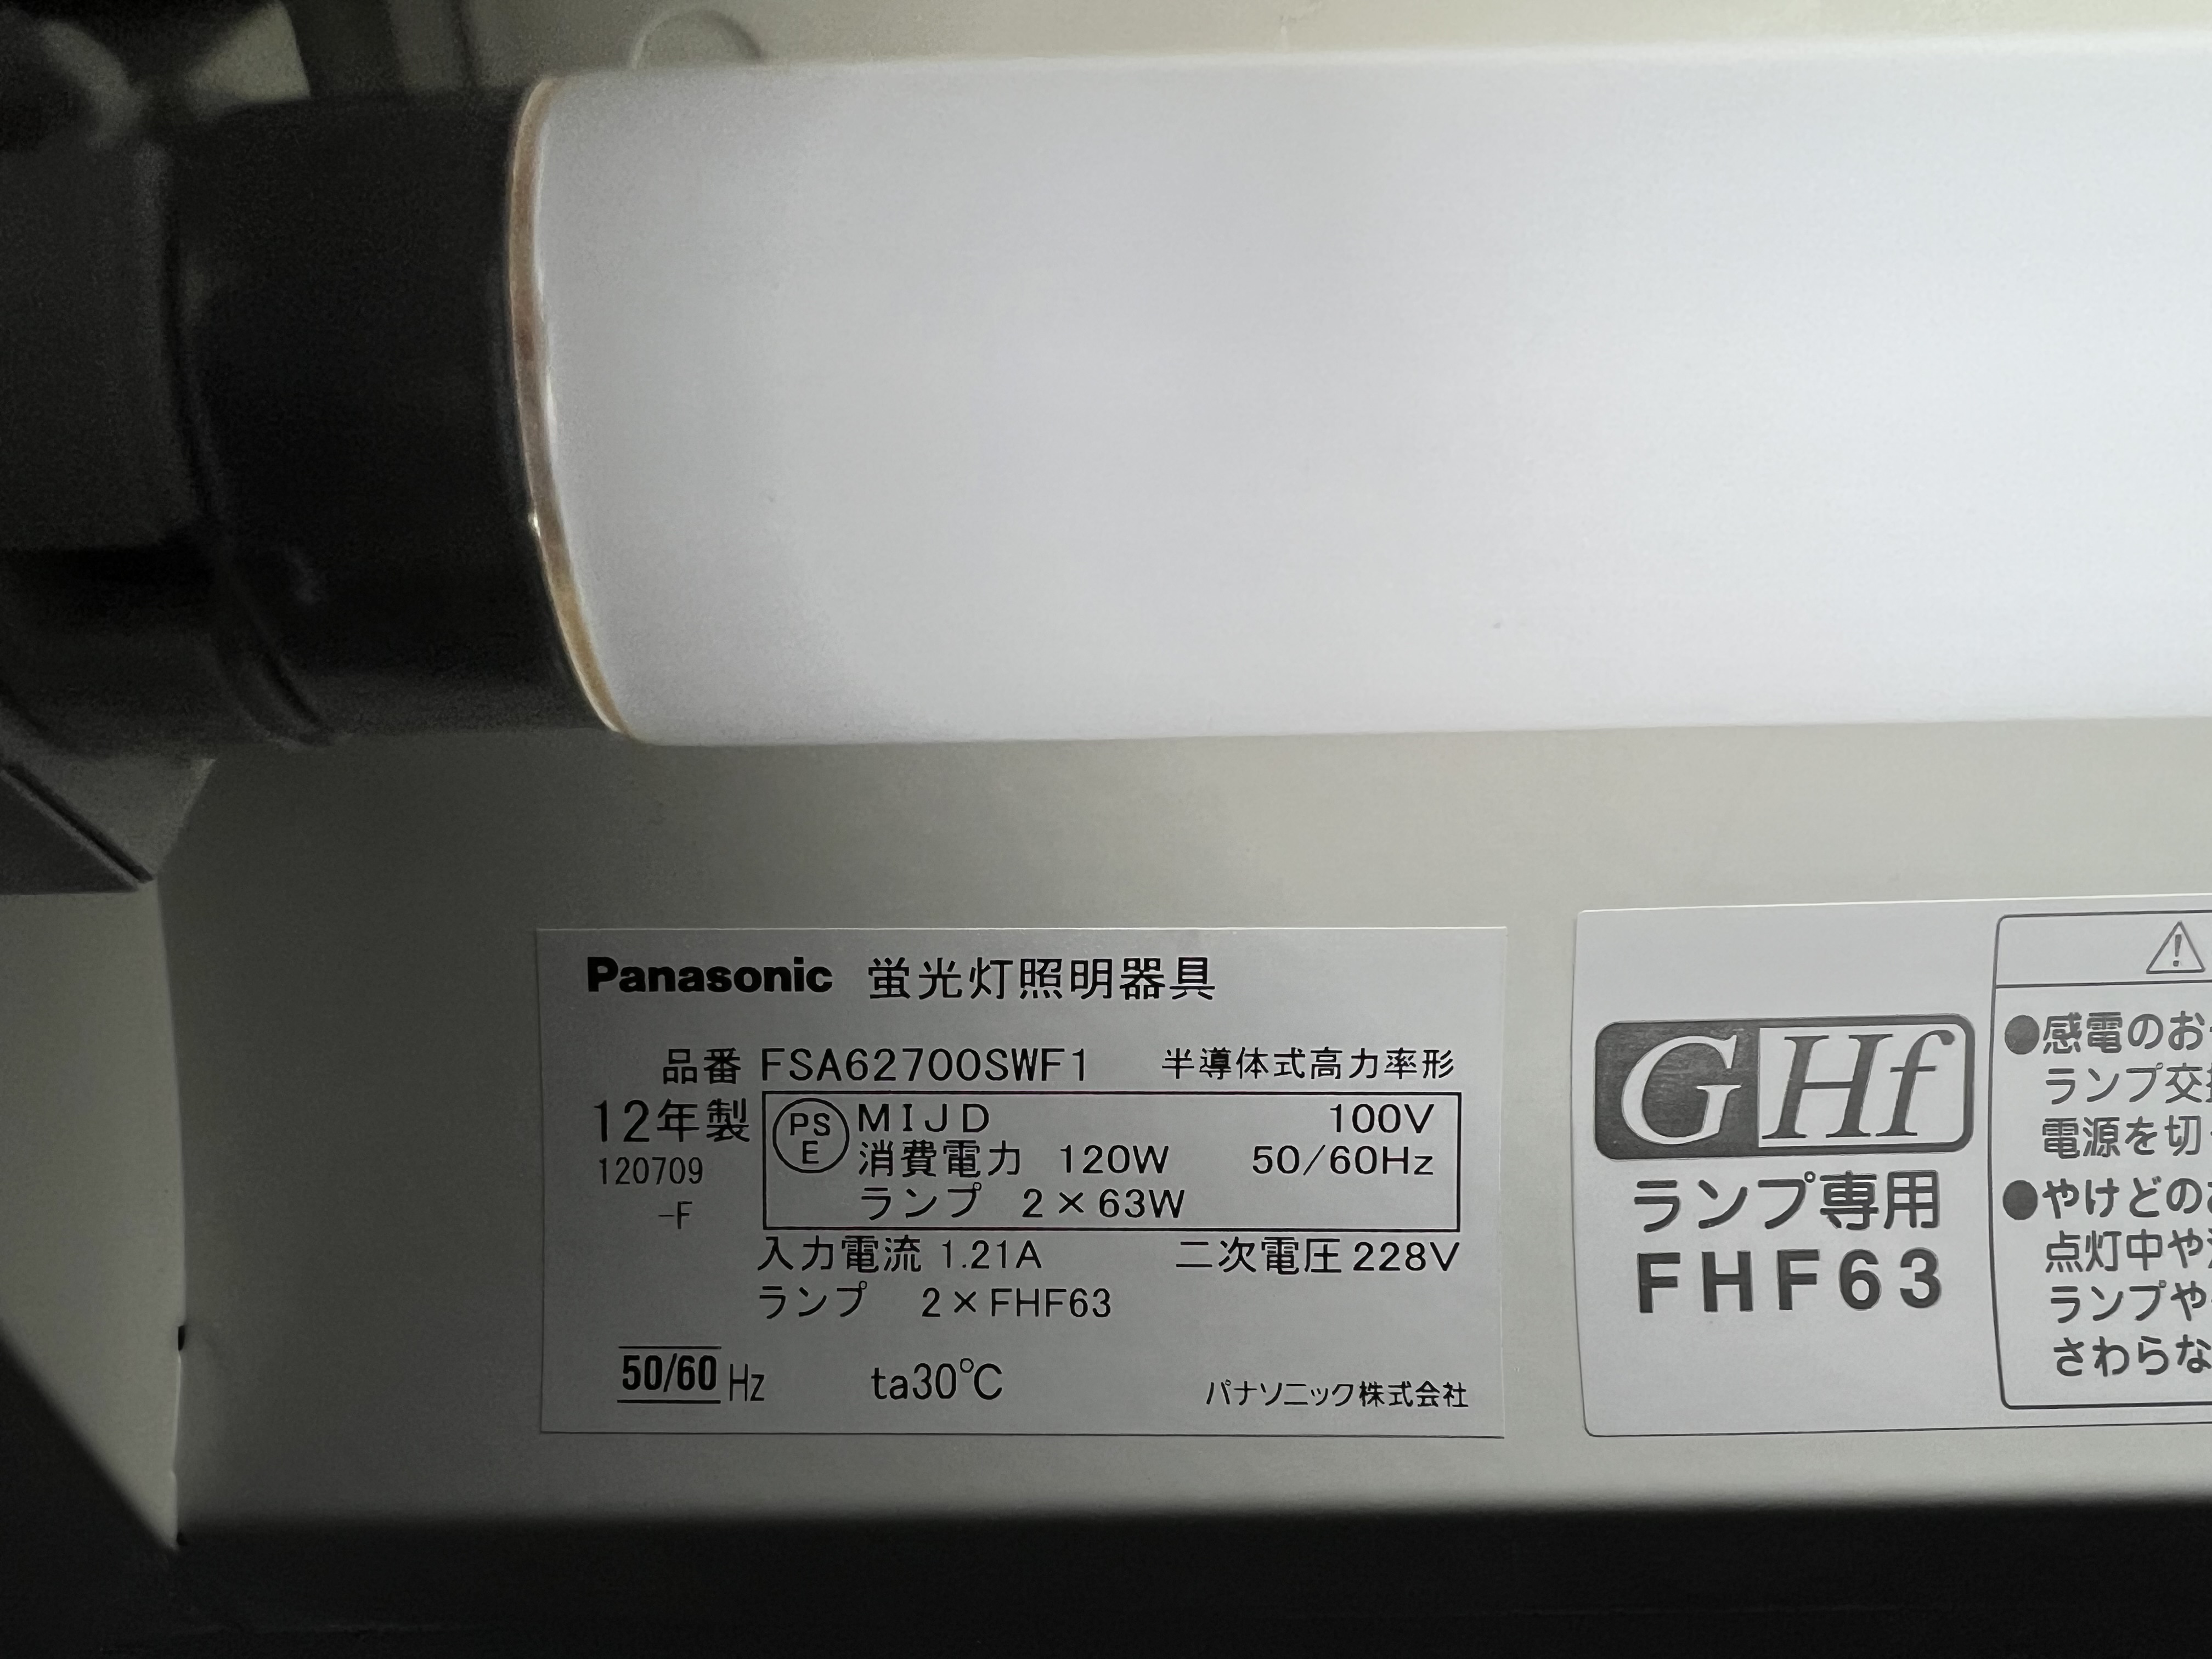 Panasonic 蛍光灯照明器具
品番 FSA62700SWF1 半導体式高力率形
12年製
120709
-F
PS
E
MIJD 100V
消費電力 120W 50/60Hz
ランプ 2×63W
入力電流 1.21A 二次電圧 228V
ランプ 2×FHF63
50/60 Hz ta30℃ パナソニック株式会社
GHf
ランプ専用
FHF63
●感電のお
ランプ交
電源を切
●やけどの
点灯中や
ランプや
さわらな